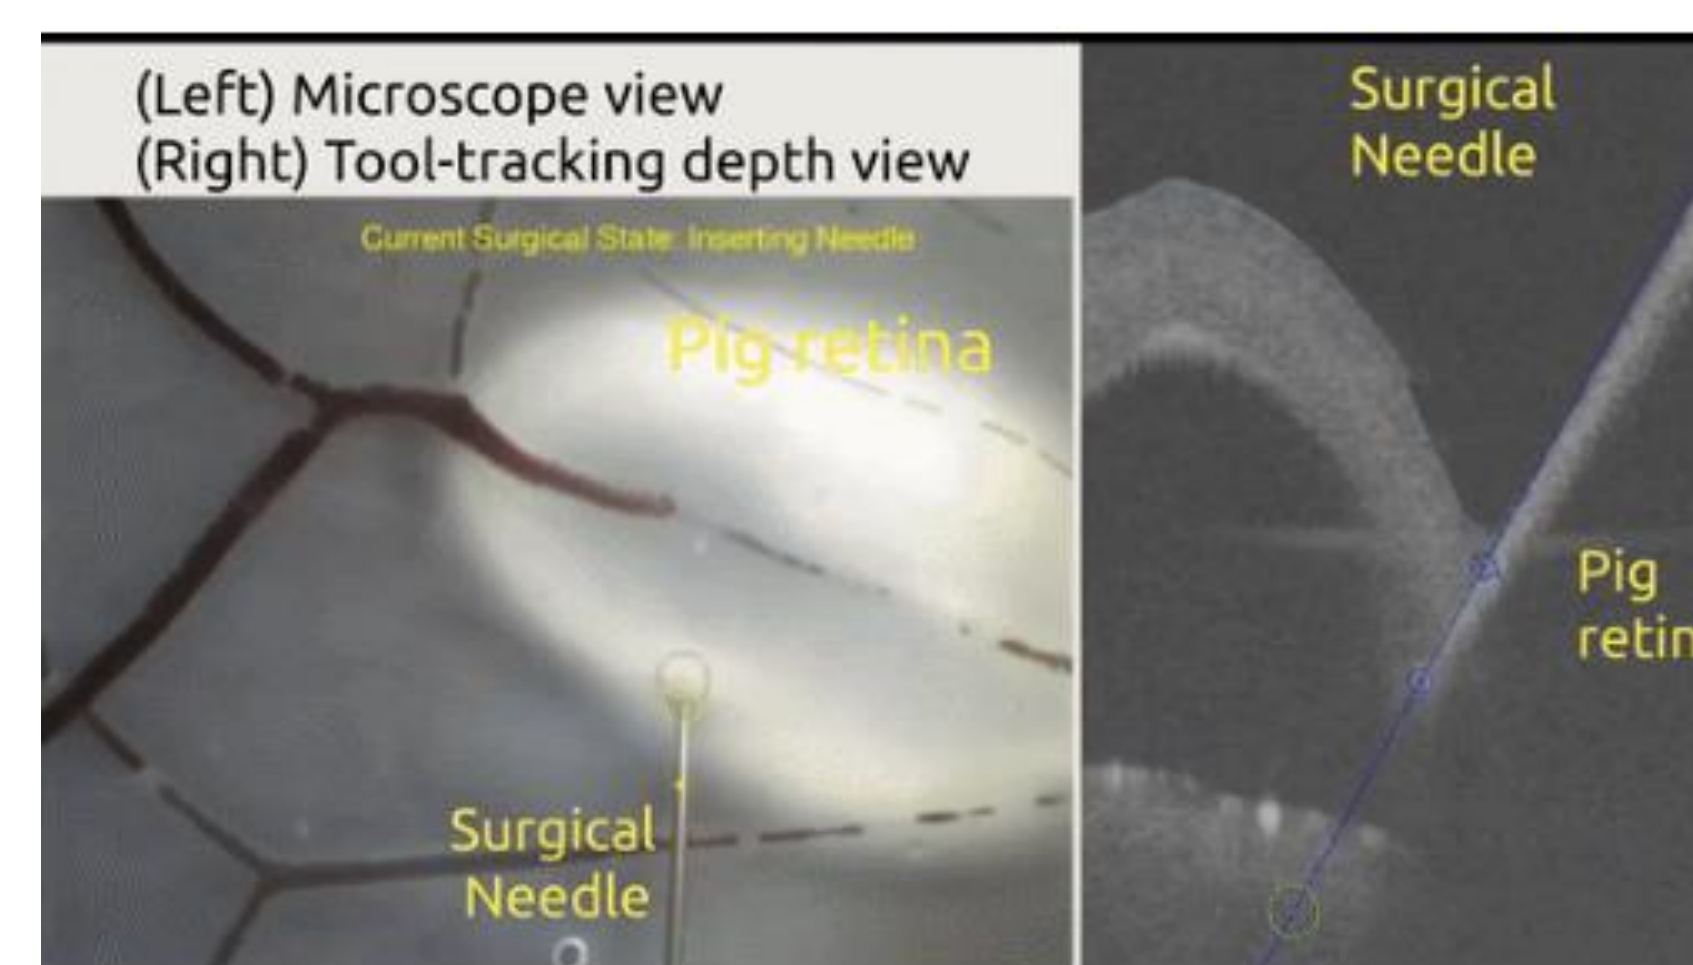 (Left) Microscope view
(Right) Tool-tracking depth view
Current Surgical State: Inserting Needle
Pig retina
Surgical
Needle
Surgical
Needle
Pig
retin